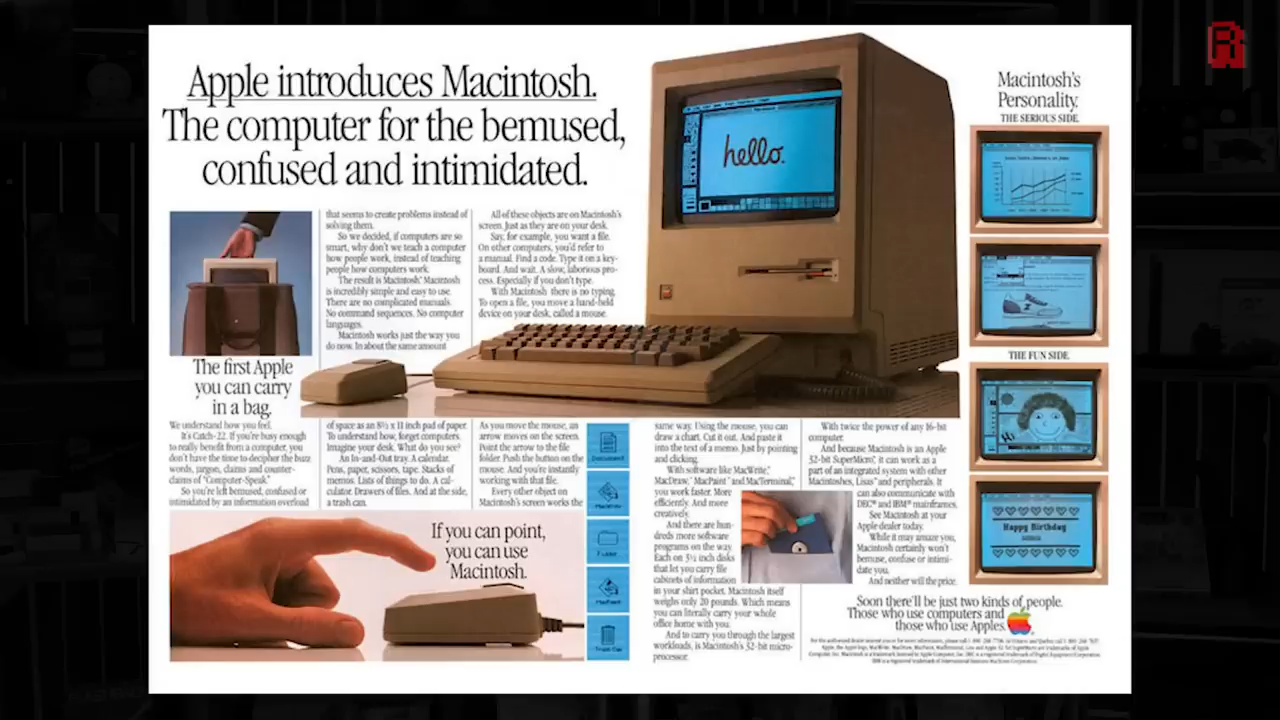 Apple introduces Macintosh.
The computer for the bemused,
confused and intimidated.
The first Apple
you can carry
in a bag.
We understand how you feel.
It's Catch-22. If you're busy enough
to really benefit from a computer, you
don't have the time to decipher the buzz
words, jargon, claims and counter-
claims of "Computer-Speak."
So you're left bemused, confused or
intimidated by an information overload
that seems to create problems instead of
solving them.
So we decided, if computers are so
smart, why don't we teach a computer
how people work, instead of teaching
people how computers work.
The result is Macintosh. Macintosh
is incredibly simple and easy to use.
There are no complicated manuals.
No command sequences. No computer
languages.
Macintosh works just the way you
do now. In about the same amount
of space as an 8½ x 11 inch pad of paper.
To understand how, forget computers.
Imagine your desk. What do you see?
An In-and-Out tray. A calendar.
Pens, paper, scissors, tape. Stacks of
memos. Lists of things to do. A cal-
culator. Drawers of files. And at the side,
a trash can.
All of these objects are on Macintosh's
screen. Just as they are on your desk.
Say, for example, you want a file.
On other computers, you'd refer to
a manual. Find a code. Type it on a key-
board. And wait. A slow, laborious pro-
cess. Especially if you don't type.
With Macintosh there is no typing.
To open a file, you move a hand-held
device on your desk, called a mouse.
As you move the mouse, an
arrow moves on the screen.
Point the arrow to the file
folder. Push the button on the
mouse. And you're instantly
working with that file.
Every other object on
Macintosh's screen works the
If you can point,
you can use
Macintosh.
Document
MacWrite
Folder
MacPaint
Trash Can
hello.
same way. Using the mouse, you can
draw a chart. Cut it out. And paste it
into the text of a memo. Just by pointing
and clicking.
With software like MacWrite,
MacDraw, MacPaint and MacTerminal,
you work faster. More
efficiently. And more
creatively.
And there are hun-
dreds more software
programs on the way.
Each on 3½ inch disks
that let you carry file
cabinets of information
in your shirt pocket. Macintosh itself
weighs only 20 pounds. Which means
you can literally carry your whole
office home with you.
And to carry you through the largest
workloads, is Macintosh's 32-bit micro-
processor.
With twice the power of any 16-bit
computer.
And because Macintosh is an Apple
32-bit SuperMicro, it can work as a
part of an integrated system with other
Macintoshes, Lisas and peripherals. It
can also communicate with
DEC® and IBM® mainframes.
See Macintosh at your
Apple dealer today.
While it may amaze you,
Macintosh certainly won't
bemuse, confuse or intimi-
date you.
And neither will the price.
Soon there'll be just two kinds of people.
Those who use computers and
those who use Apples.
Macintosh's
Personality.
THE SERIOUS SIDE.
THE FUN SIDE.
Happy Birthday